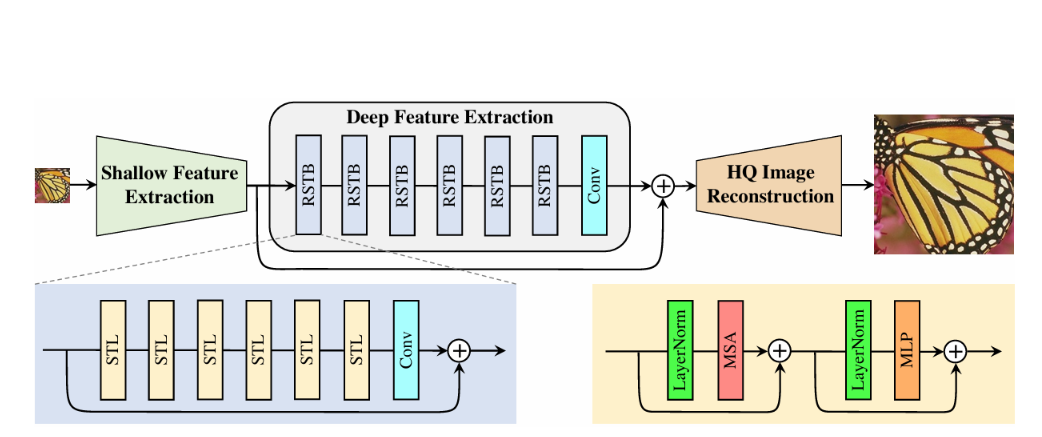 Deep Feature Extraction
Shallow Feature
Extraction
RSTB
RSTB
RSTB
RSTB
RSTB
RSTB
Conv
+
HQ Image
Reconstruction
STL
STL
STL
STL
STL
STL
Conv
+
LayerNorm
MSA
+
LayerNorm
MLP
+